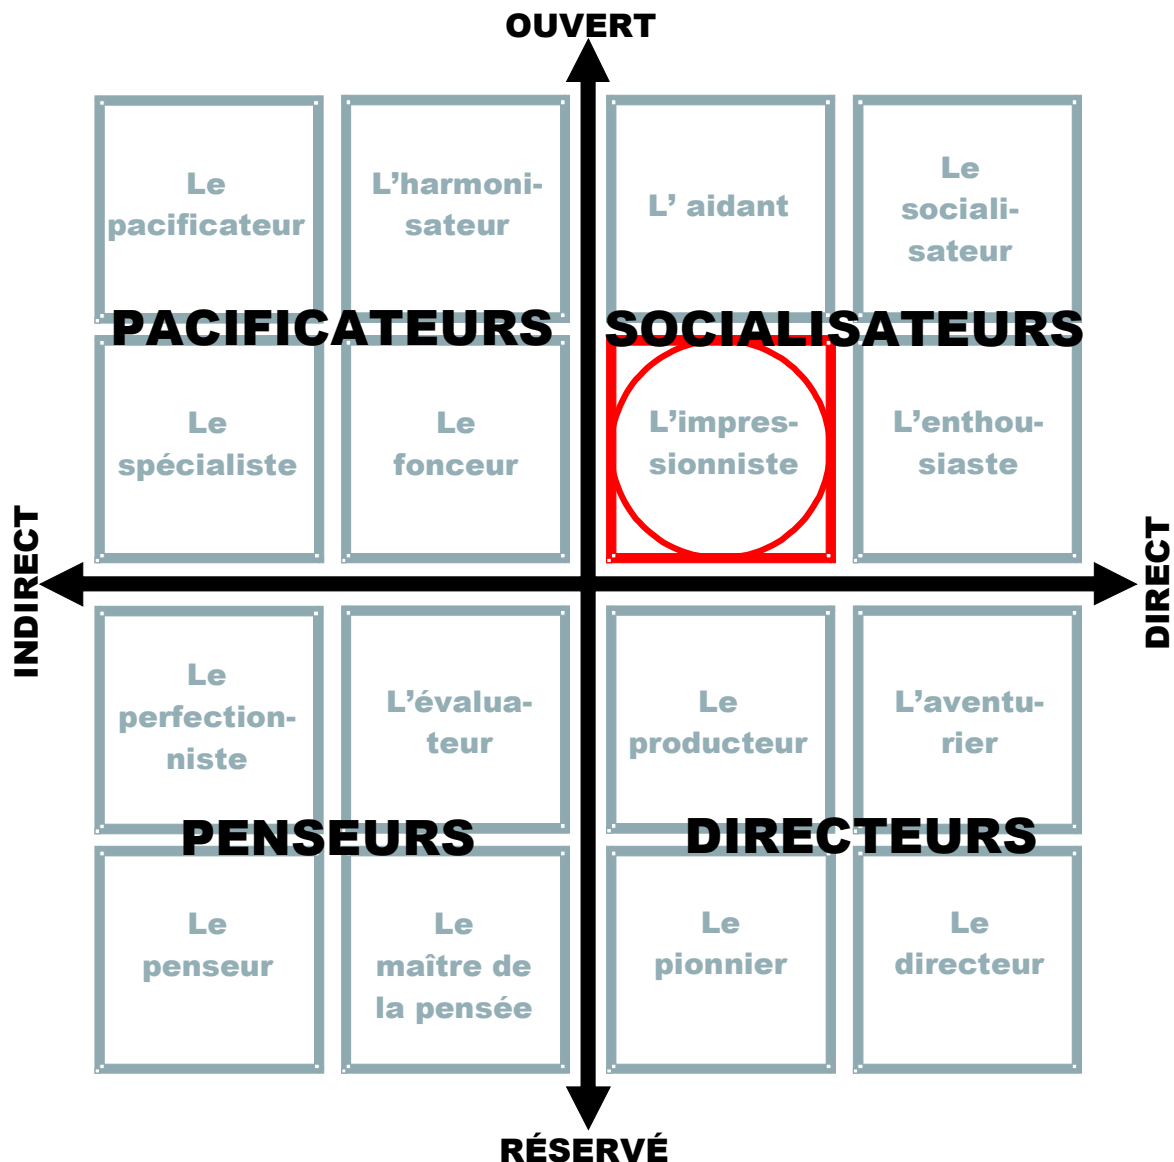 OUVERT
Le
pacificateur
L'harmoni-
sateur
L' aidant
Le
sociali-
sateur
PACIFICATEURS
SOCIALISATEURS
Le
spécialiste
Le
fonceur
L'impres-
sionniste
L'enthou-
siaste
INDIRECT
DIRECT
Le
perfection-
niste
L'évalua-
teur
Le
producteur
L'aventu-
rier
PENSEURS
DIRECTEURS
Le
penseur
Le
maître de
la pensée
Le
pionnier
Le
directeur
RÉSERVÉ